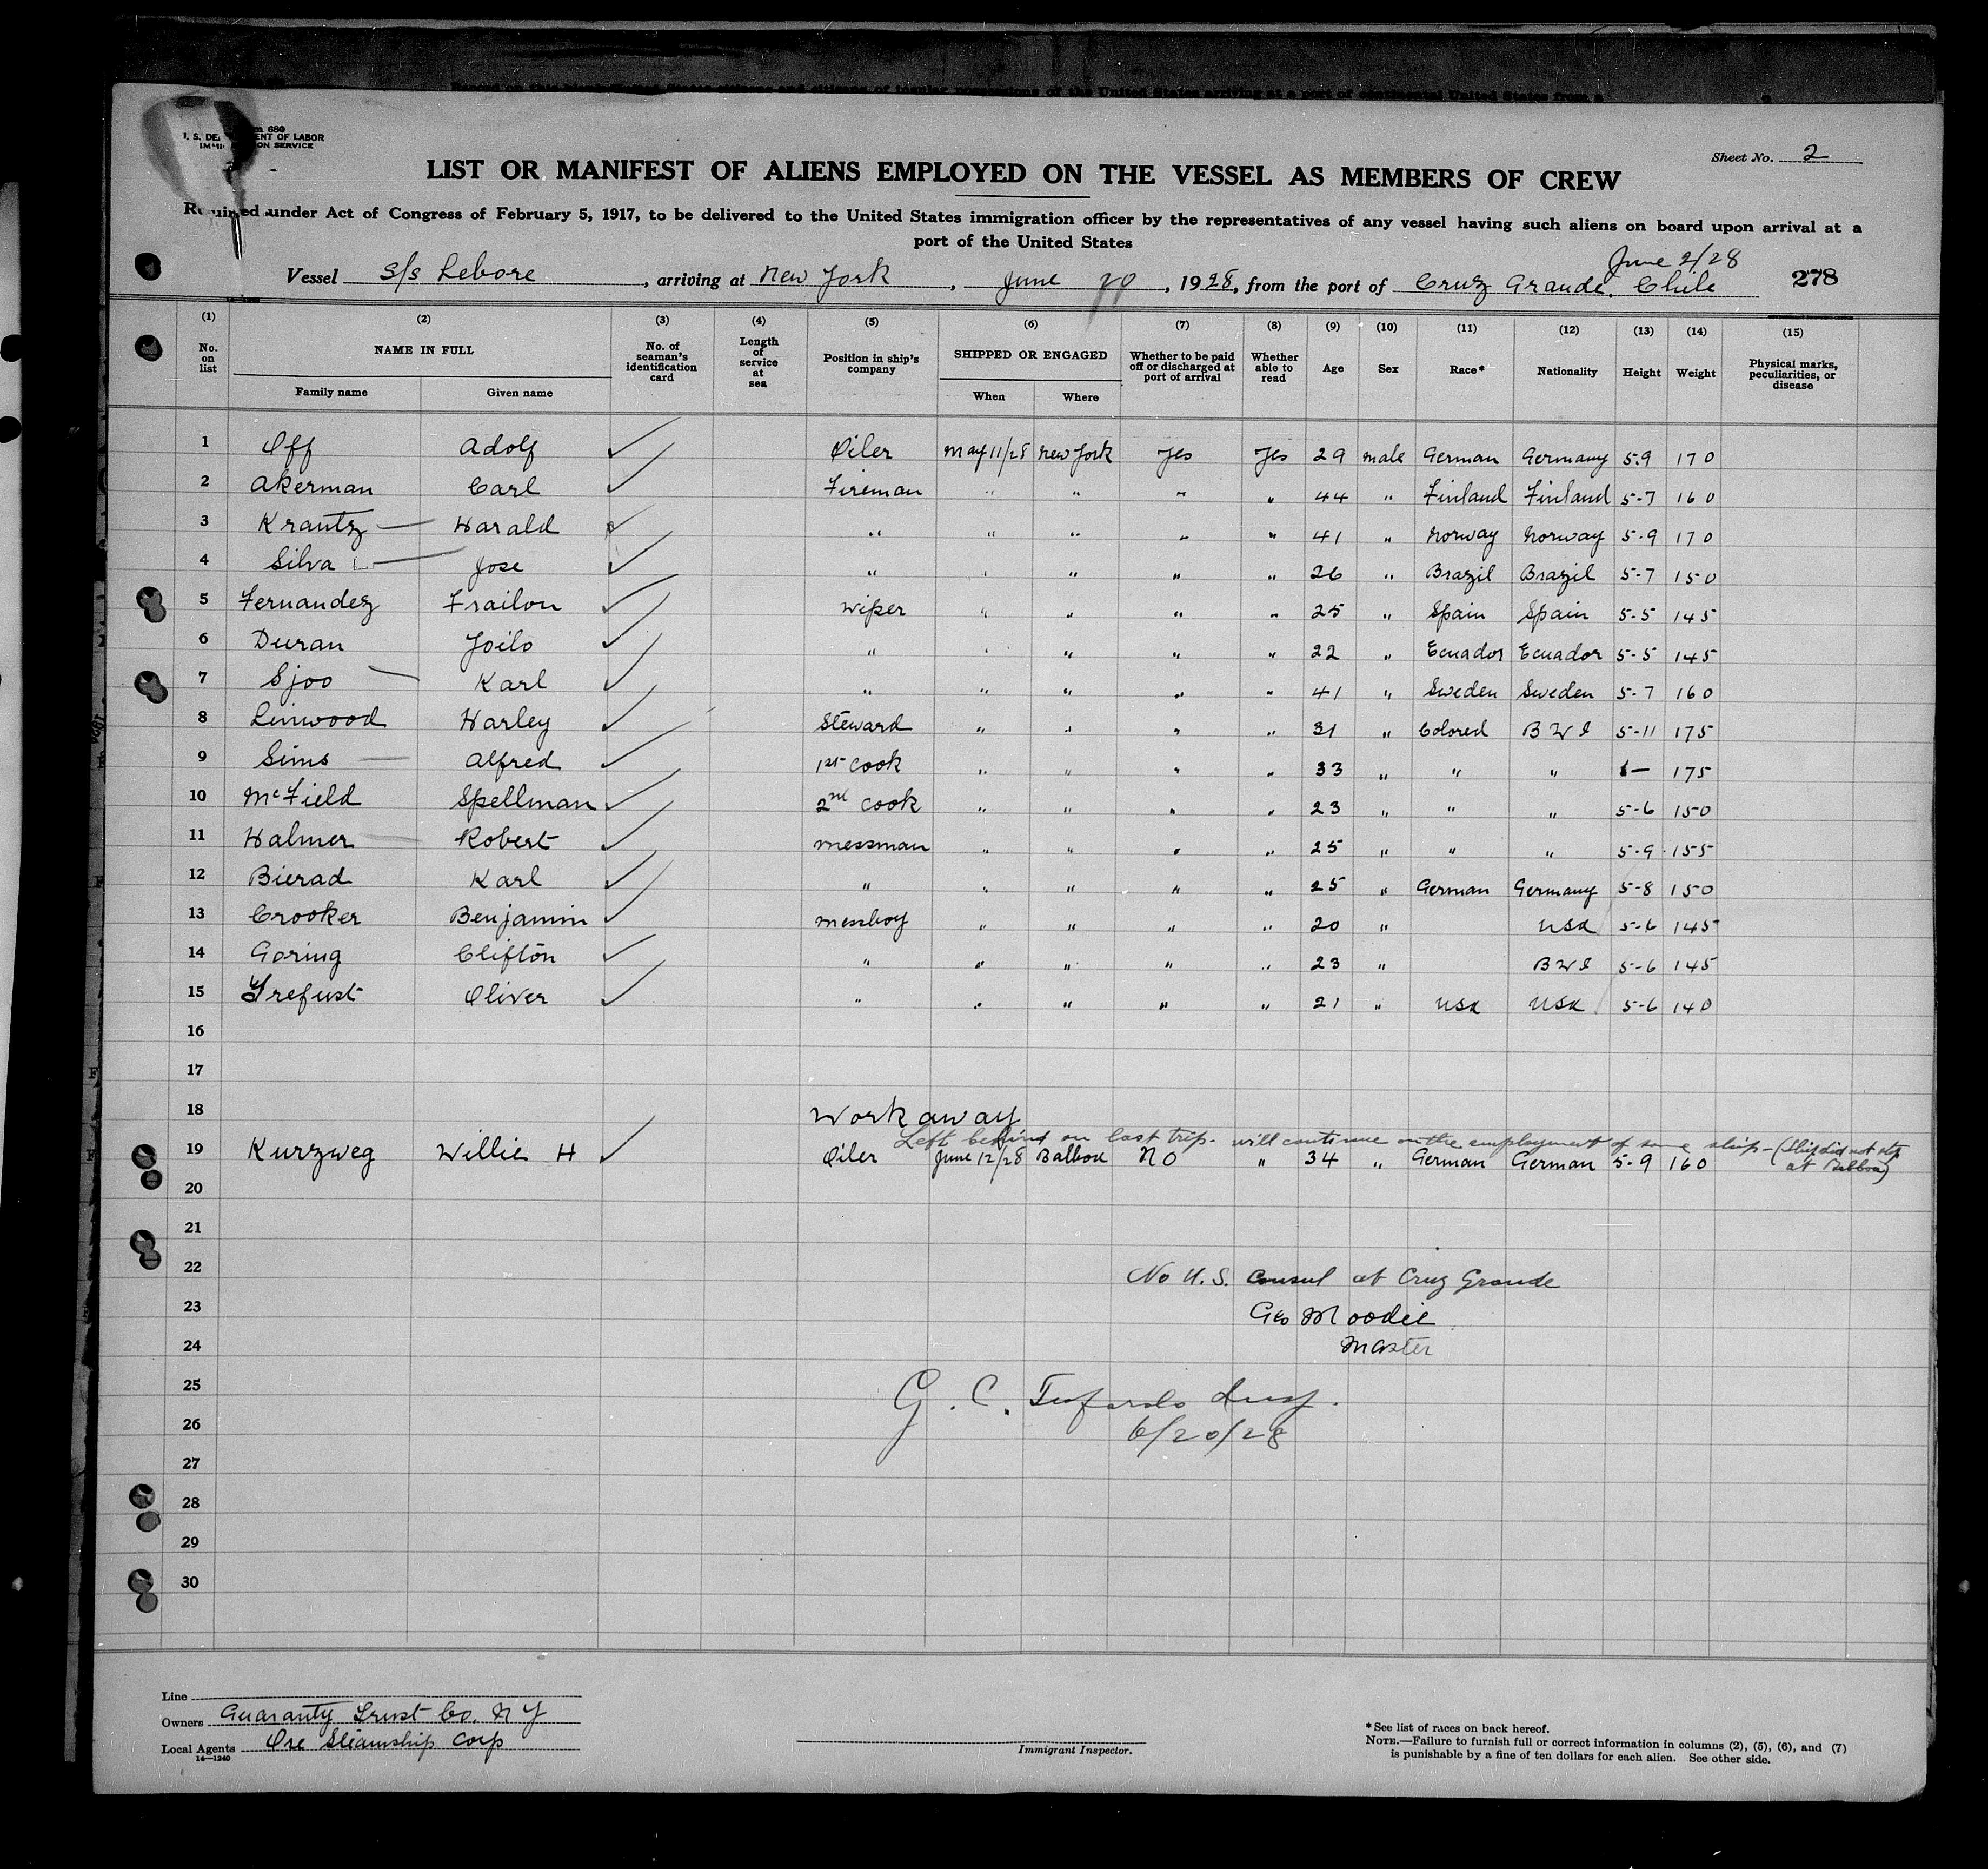 680
U. S. DEPARTMENT OF LABOR
IMMIGRATION SERVICE
Sheet No. 2
LIST OR MANIFEST OF ALIENS EMPLOYED ON THE VESSEL AS MEMBERS OF CREW
Required under Act of Congress of February 5, 1917, to be delivered to the United States immigration officer by the representatives of any vessel having such aliens on board upon arrival at a
port of the United States
June 2/28
Vessel S/s Lebore, arriving at New York, June 20, 1928, from the port of Cruz Grande, Chile 278
(1) (2) (3) (4) (5) (6) (7) (8) (9) (10) (11) (12) (13) (14) (15)
No. on list NAME IN FULL Family name Given name No. of seaman's identification card Length of service at sea Position in ship's company SHIPPED OR ENGAGED When Where Whether to be paid off or discharged at port of arrival Whether able to read Age Sex Race* Nationality Height Weight Physical marks, peculiarities, or disease
1 Off Adolf ✓ Oiler May 11/28 New York Yes Yes 29 male German Germany 5.9 170
2 Akerman Carl ✓ Fireman " " " " 44 " Finland Finland 5-7 160
3 Krantz Harald ✓ " " " " " 41 " Norway Norway 5-9 170
4 Silva Jose ✓ " " " " " 26 " Brazil Brazil 5-7 150
5 Fernandez Frailon ✓ Wiper " " " " 25 " Spain Spain 5-5 145
6 Duran Joilo ✓ " " " " " 22 " Ecuador Ecuador 5-5 145
7 Sjoo Karl ✓ " " " " " 41 " Sweden Sweden 5-7 160
8 Linwood Harley ✓ Steward " " " " 31 " Colored B W I 5-11 175
9 Sims Alfred ✓ 1st Cook " " " " 33 " " " 175
10 McField Spellman ✓ 2nd Cook " " " " 23 " " " 5-6 150
11 Halmer Robert ✓ messman " " " " 25 " " " 5-9 155
12 Bierad Karl ✓ " " " " " 25 " German Germany 5-8 150
13 Crooker Benjamin ✓ messboy " " " " 20 " USA 5-6 145
14 Goring Clifton ✓ " " " " " 23 " B W I 5-6 145
15 Trefust Oliver ✓ " " " " " 21 " USA USA 5-6 140
16
17
18 Work away
Left behind on last trip. will continue on the employment of same ship - (Ship did not stop at Balboa)
19 Kurzweg Willie H ✓ Oiler June 12/28 Balboa NO " 34 " German German 5-9 160
20
21
22 No U. S. Consul at Cruz Grande
23 Geo Moodie
24 Master
25 G. C.
26 6/20/28
27
28
29
30
Line
Owners Guaranty Trust Co. N Y
Local Agents Ore Steamship Corp
14—1240
Immigrant Inspector.
*See list of races on back hereof.
NOTE.—Failure to furnish full or correct information in columns (2), (5), (6), and (7)
is punishable by a fine of ten dollars for each alien. See other side.